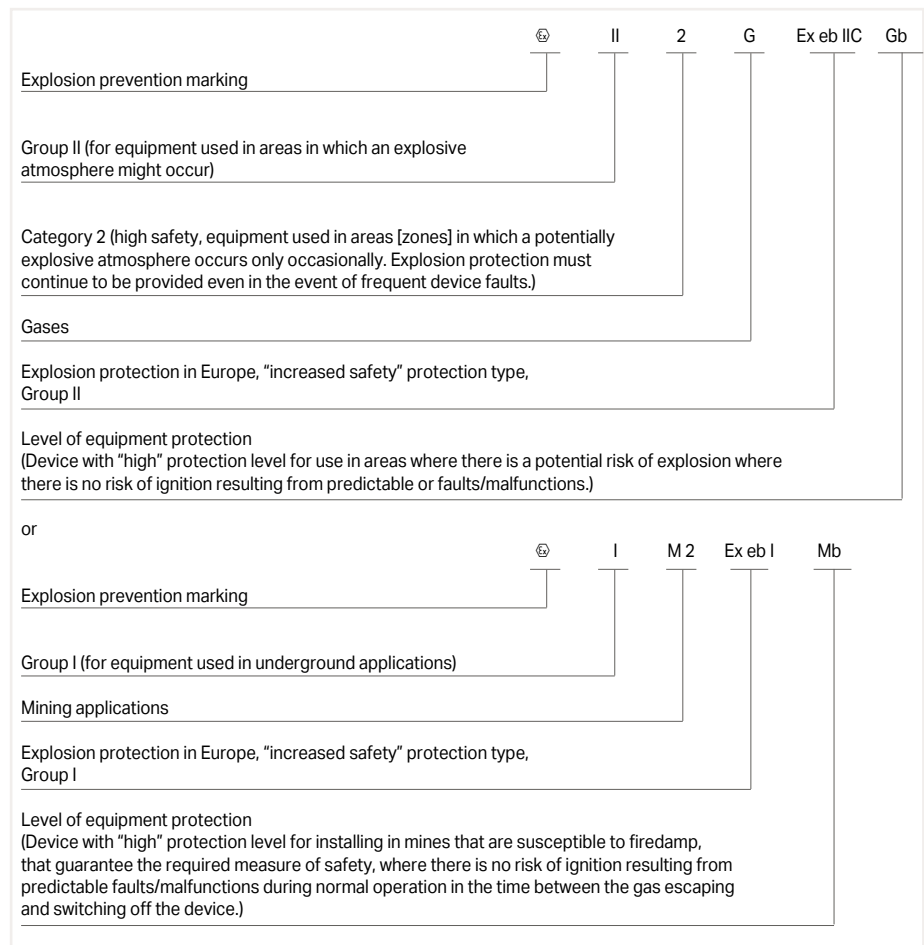 Ex II 2 G Ex eb IIC Gb
Explosion prevention marking
Group II (for equipment used in areas in which an explosive
atmosphere might occur)
Category 2 (high safety, equipment used in areas [zones] in which a potentially
explosive atmosphere occurs only occasionally. Explosion protection must
continue to be provided even in the event of frequent device faults.)
Gases
Explosion protection in Europe, “increased safety” protection type,
Group II
Level of equipment protection
(Device with “high” protection level for use in areas where there is a potential risk of explosion where
there is no risk of ignition resulting from predictable or faults/malfunctions.)
or
Ex I M 2 Ex eb I Mb
Explosion prevention marking
Group I (for equipment used in underground applications)
Mining applications
Explosion protection in Europe, “increased safety” protection type,
Group I
Level of equipment protection
(Device with “high” protection level for installing in mines that are susceptible to firedamp,
that guarantee the required measure of safety, where there is no risk of ignition resulting from
predictable faults/malfunctions during normal operation in the time between the gas escaping
and switching off the device.)